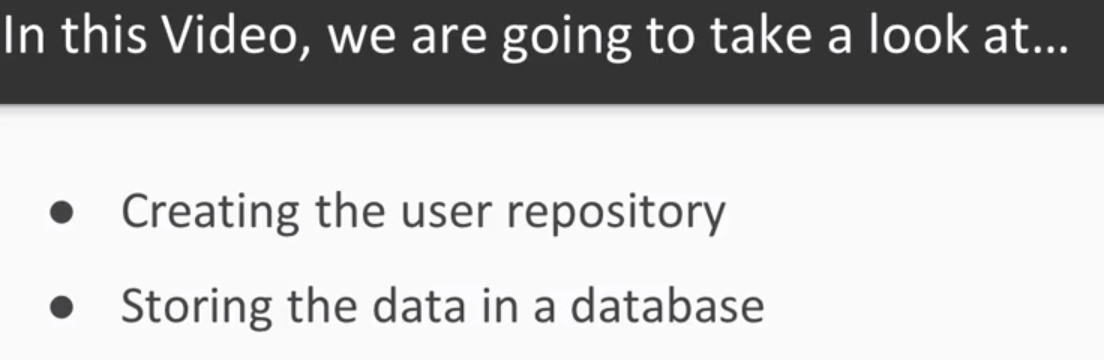 In this Video, we are going to take a look at...
● Creating the user repository
● Storing the data in a database